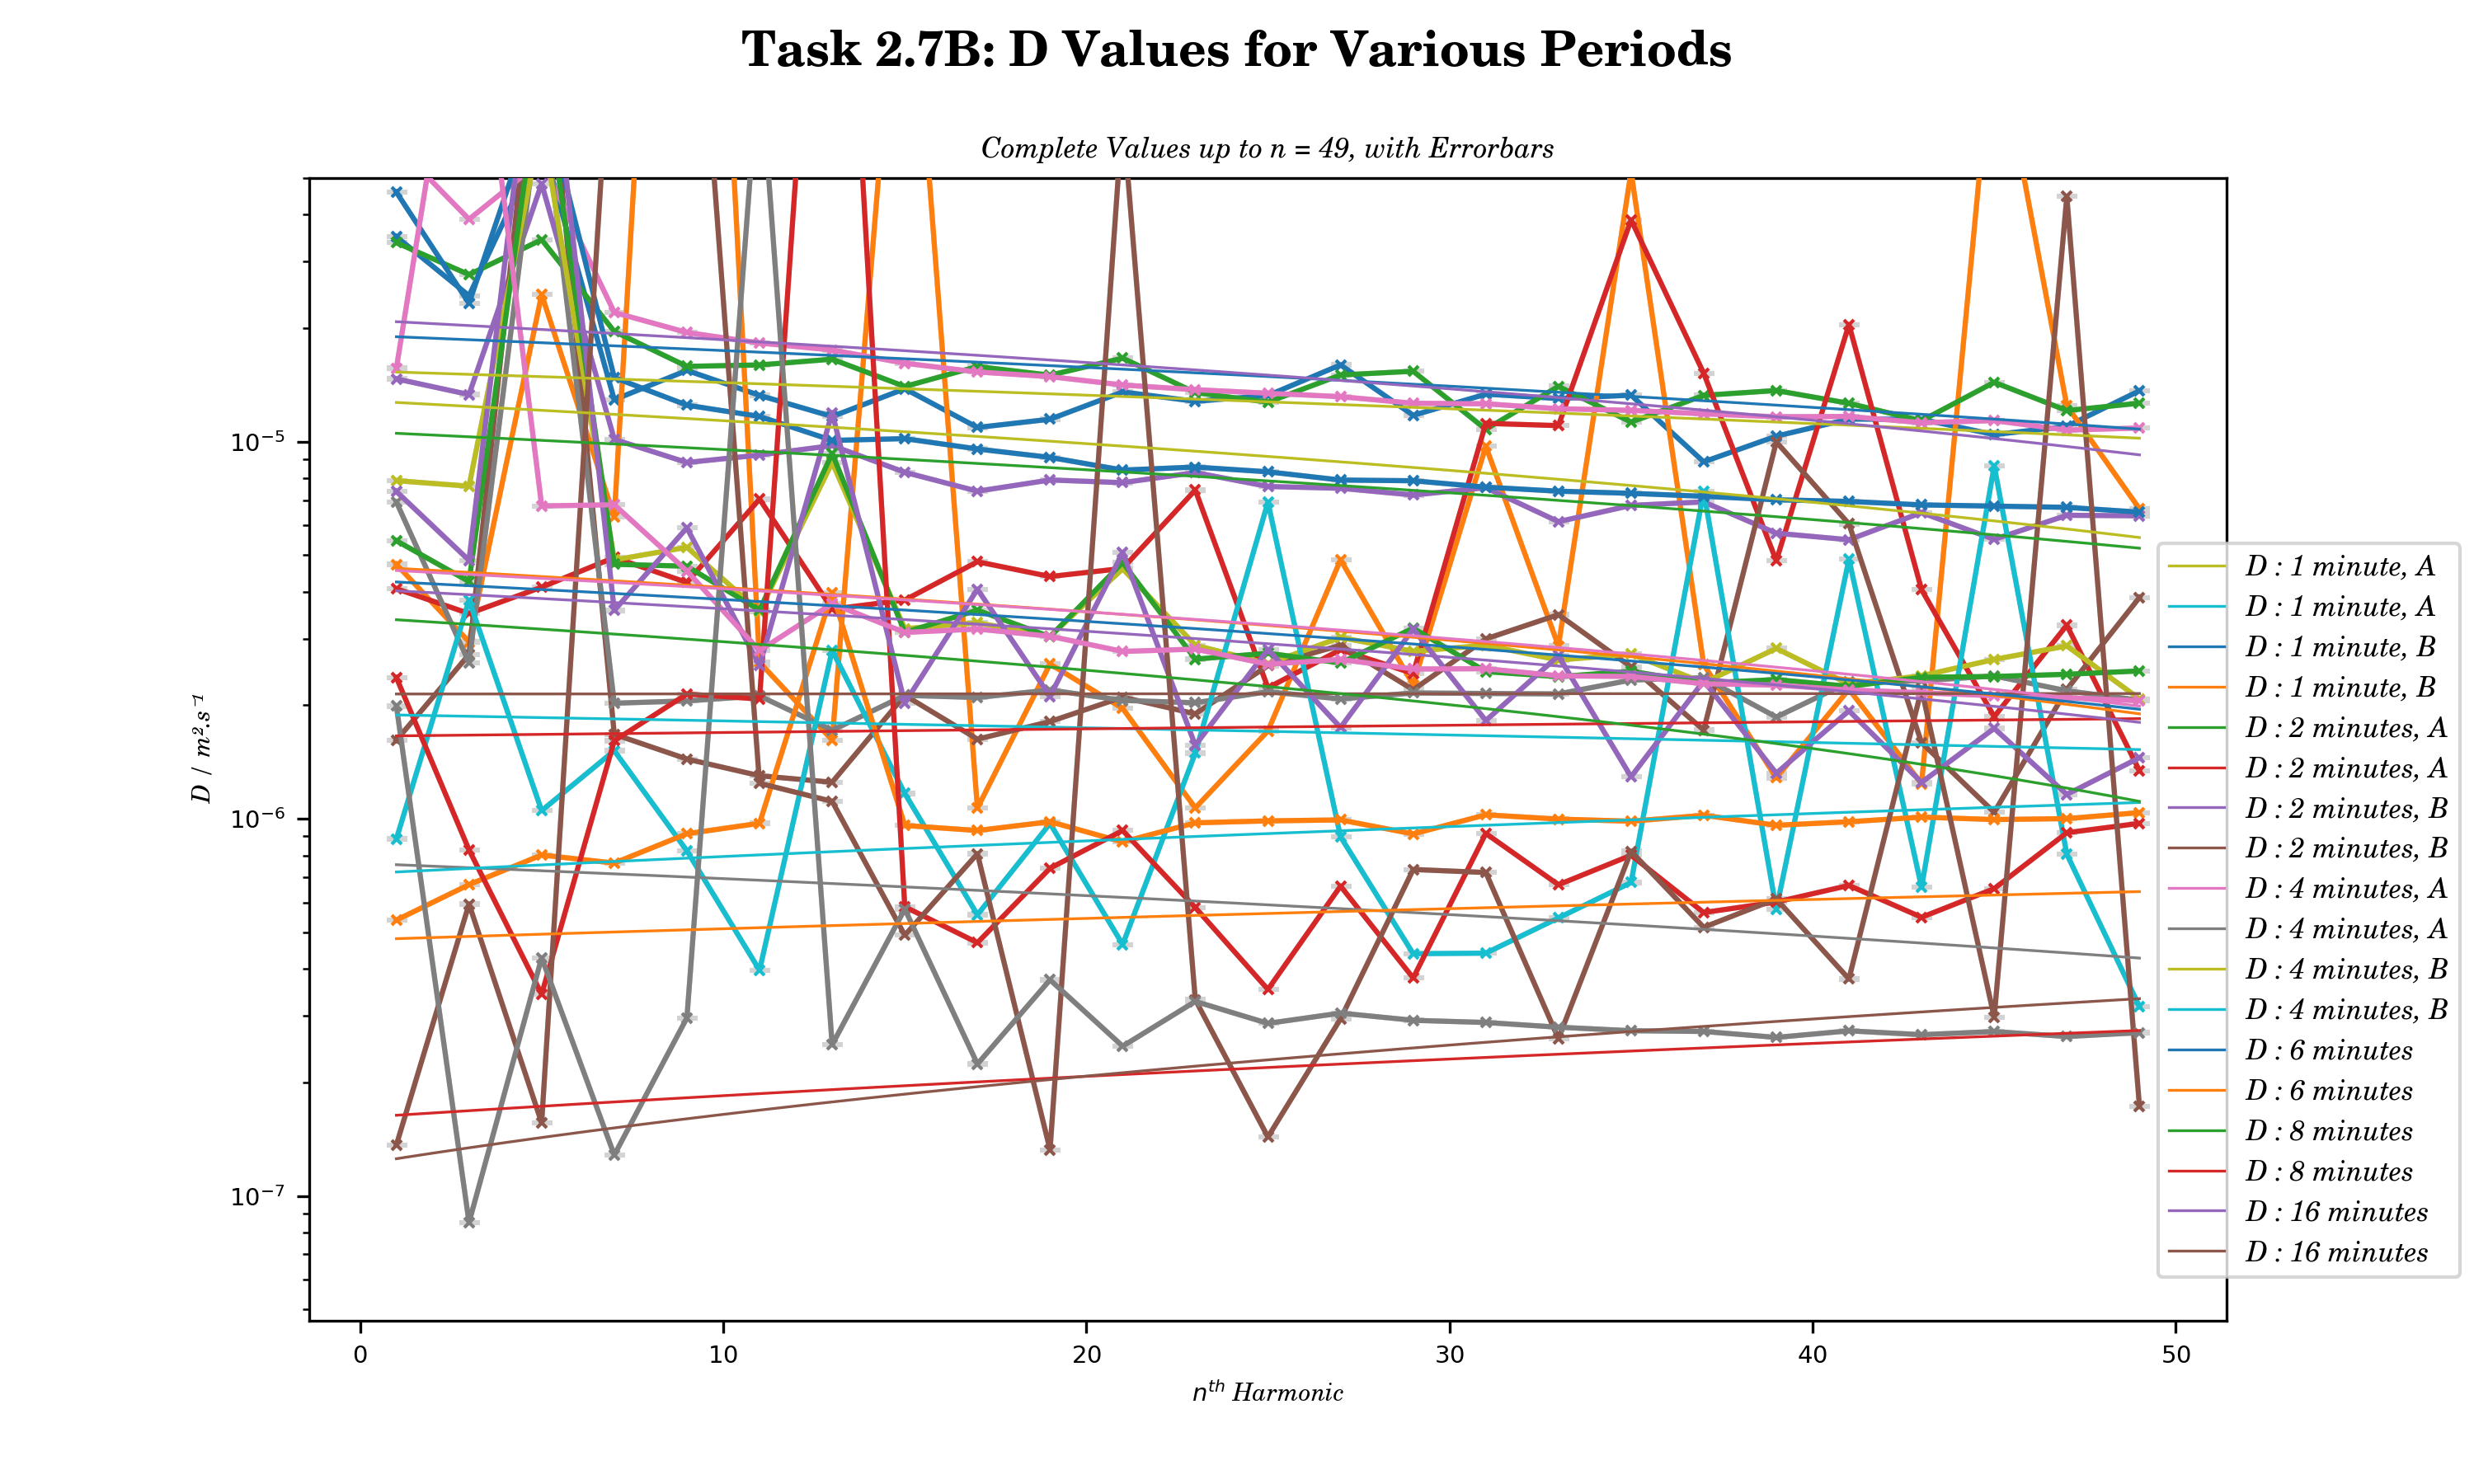 Task 2.7B: D Values for Various Periods
Complete Values up to n = 49, with Errorbars
D / m².s⁻¹
10⁻⁵
10⁻⁶
10⁻⁷
0 10 20 30 40 50
nᵗʰ Harmonic
D : 1 minute, A
D : 1 minute, A
D : 1 minute, B
D : 1 minute, B
D : 2 minutes, A
D : 2 minutes, A
D : 2 minutes, B
D : 2 minutes, B
D : 4 minutes, A
D : 4 minutes, A
D : 4 minutes, B
D : 4 minutes, B
D : 6 minutes
D : 6 minutes
D : 8 minutes
D : 8 minutes
D : 16 minutes
D : 16 minutes